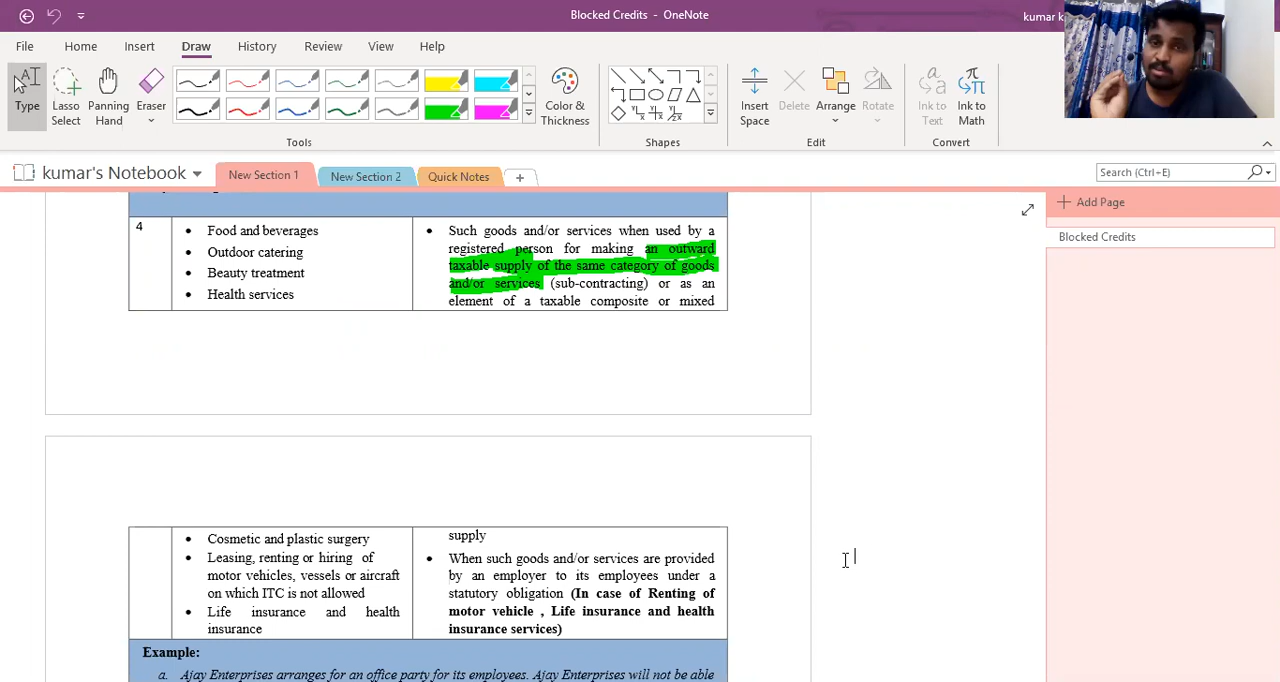 Blocked Credits - OneNote
kumar k
File Home Insert Draw History Review View Help
Type
Lasso Select
Panning Hand
Eraser
Color & Thickness
Insert Space
Delete
Arrange
Rotate
Ink to Text
Ink to Math
Tools Shapes Edit Convert
kumar's Notebook New Section 1 New Section 2 Quick Notes
Search (Ctrl+E)
Add Page
Blocked Credits
4
• Food and beverages
• Outdoor catering
• Beauty treatment
• Health services
• Such goods and/or services when used by a
registered person for making an outward
taxable supply of the same category of goods
and/or services (sub-contracting) or as an
element of a taxable composite or mixed
• Cosmetic and plastic surgery
• Leasing, renting or hiring of
motor vehicles, vessels or aircraft
on which ITC is not allowed
• Life insurance and health
insurance
supply
• When such goods and/or services are provided
by an employer to its employees under a
statutory obligation (In case of Renting of
motor vehicle , Life insurance and health
insurance services)
Example:
a. Ajay Enterprises arranges for an office party for its employees. Ajay Enterprises will not be able